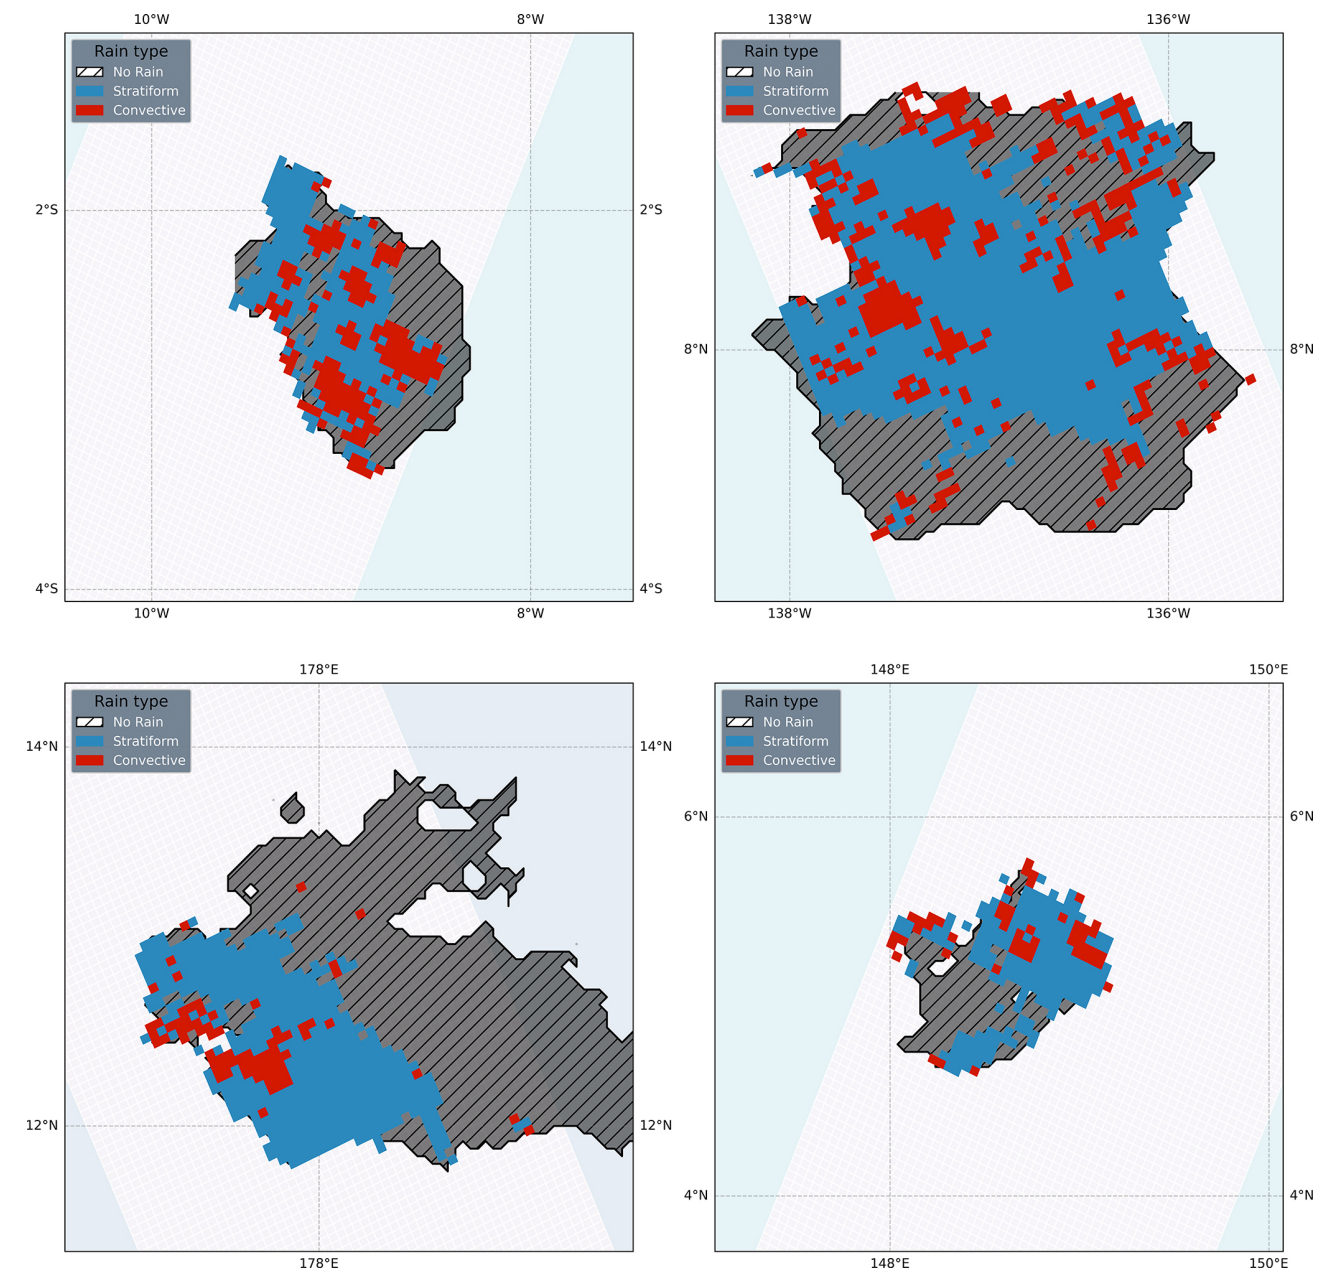 10°W 8°W
138°W 136°W
Rain type
No Rain
Stratiform
Convective
Rain type
No Rain
Stratiform
Convective
2°S 2°S
8°N 8°N
4°S 4°S
10°W 8°W
138°W 136°W
178°E
148°E 150°E
Rain type
No Rain
Stratiform
Convective
Rain type
No Rain
Stratiform
Convective
14°N 14°N
6°N 6°N
12°N 12°N
4°N 4°N
178°E
148°E 150°E